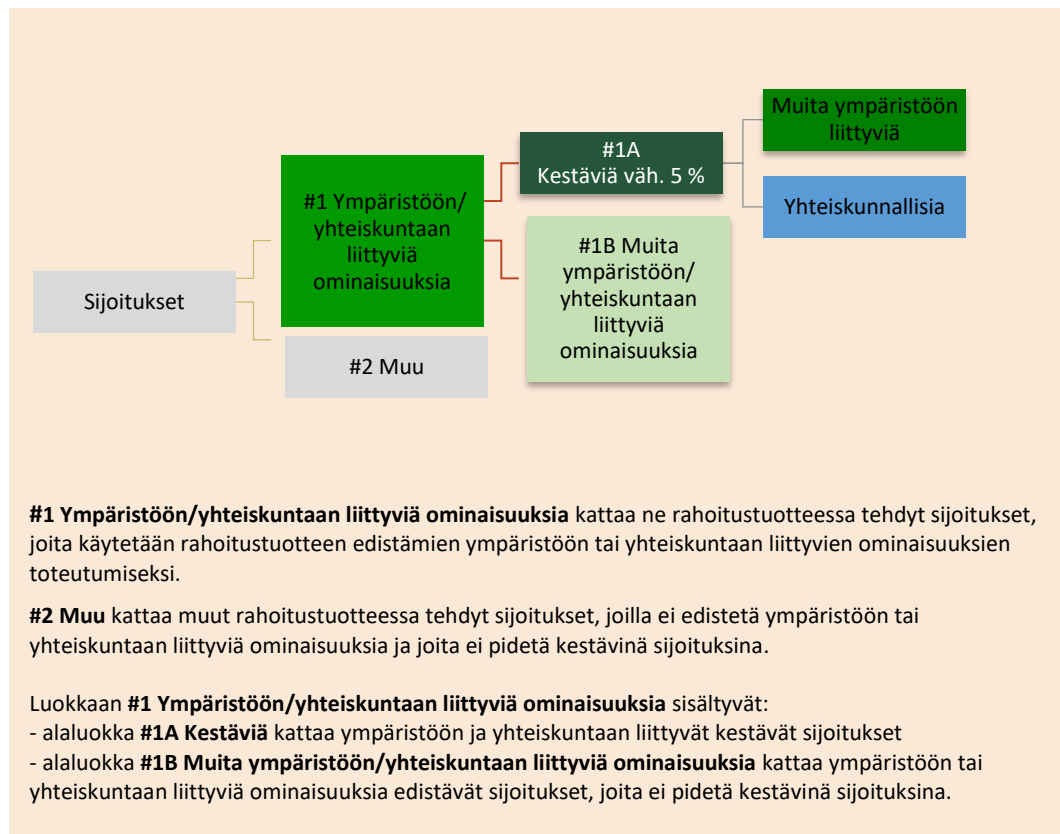 Sijoitukset
#1 Ympäristöön/
yhteiskuntaan
liittyviä
ominaisuuksia
#2 Muu
#1A
Kestäviä väh. 5 %
#1B Muita
ympäristöön/
yhteiskuntaan
liittyviä
ominaisuuksia
Muita ympäristöön
liittyviä
Yhteiskunnallisia
#1 Ympäristöön/yhteiskuntaan liittyviä ominaisuuksia kattaa ne rahoitustuotteessa tehdyt sijoitukset,
joita käytetään rahoitustuotteen edistämien ympäristöön tai yhteiskuntaan liittyvien ominaisuuksien
toteutumiseksi.
#2 Muu kattaa muut rahoitustuotteessa tehdyt sijoitukset, joilla ei edistetä ympäristöön tai
yhteiskuntaan liittyviä ominaisuuksia ja joita ei pidetä kestävinä sijoituksina.
Luokkaan #1 Ympäristöön/yhteiskuntaan liittyviä ominaisuuksia sisältyvät:
- alaluokka #1A Kestäviä kattaa ympäristöön ja yhteiskuntaan liittyvät kestävät sijoitukset
- alaluokka #1B Muita ympäristöön/yhteiskuntaan liittyviä ominaisuuksia kattaa ympäristöön tai
yhteiskuntaan liittyviä ominaisuuksia edistävät sijoitukset, joita ei pidetä kestävinä sijoituksina.